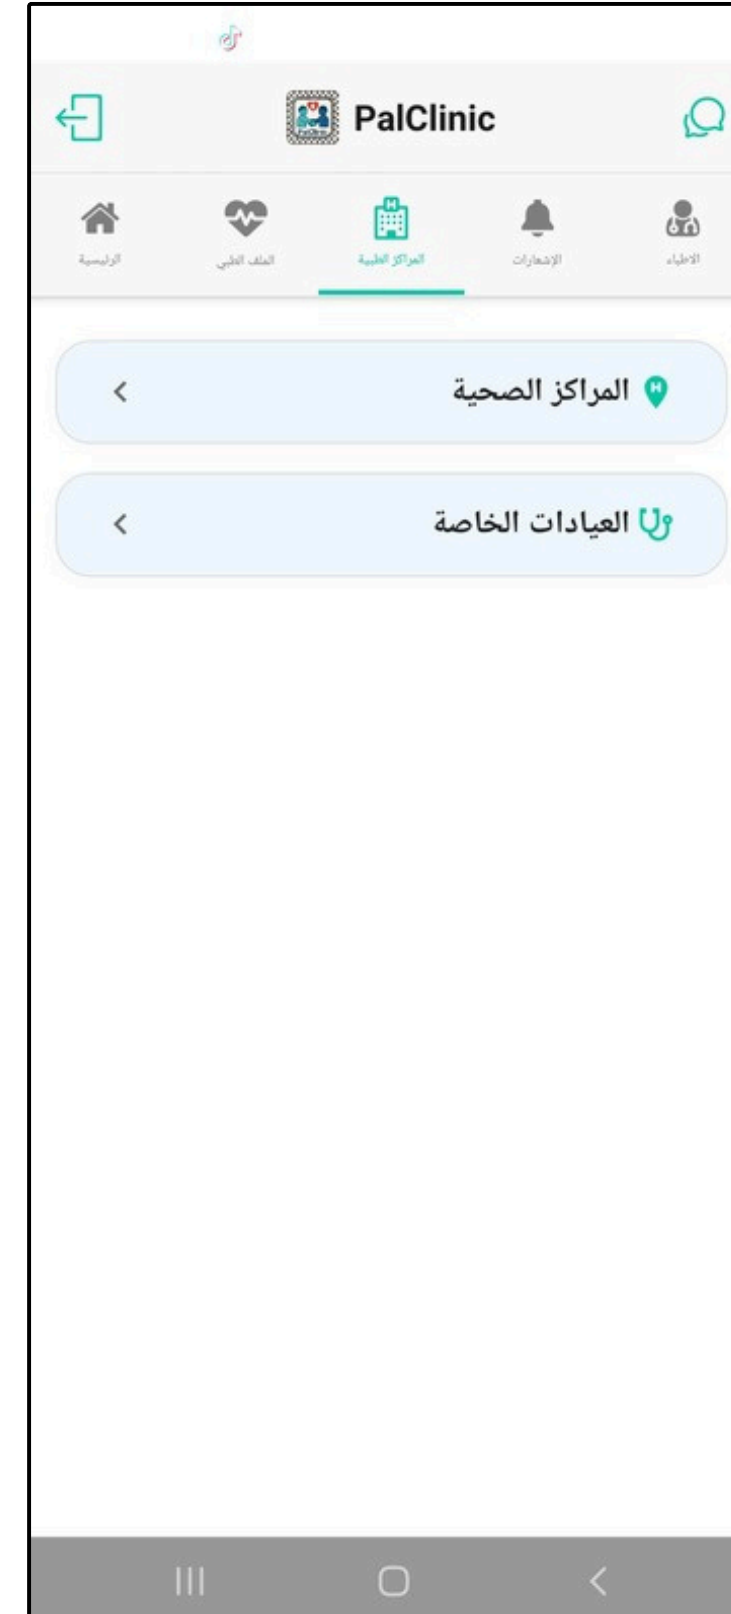 PalClinic
الاطباء
الإشعارات
المراكز الطبية
الملف الطبي
الرئيسية
المراكز الصحية
العيادات الخاصة